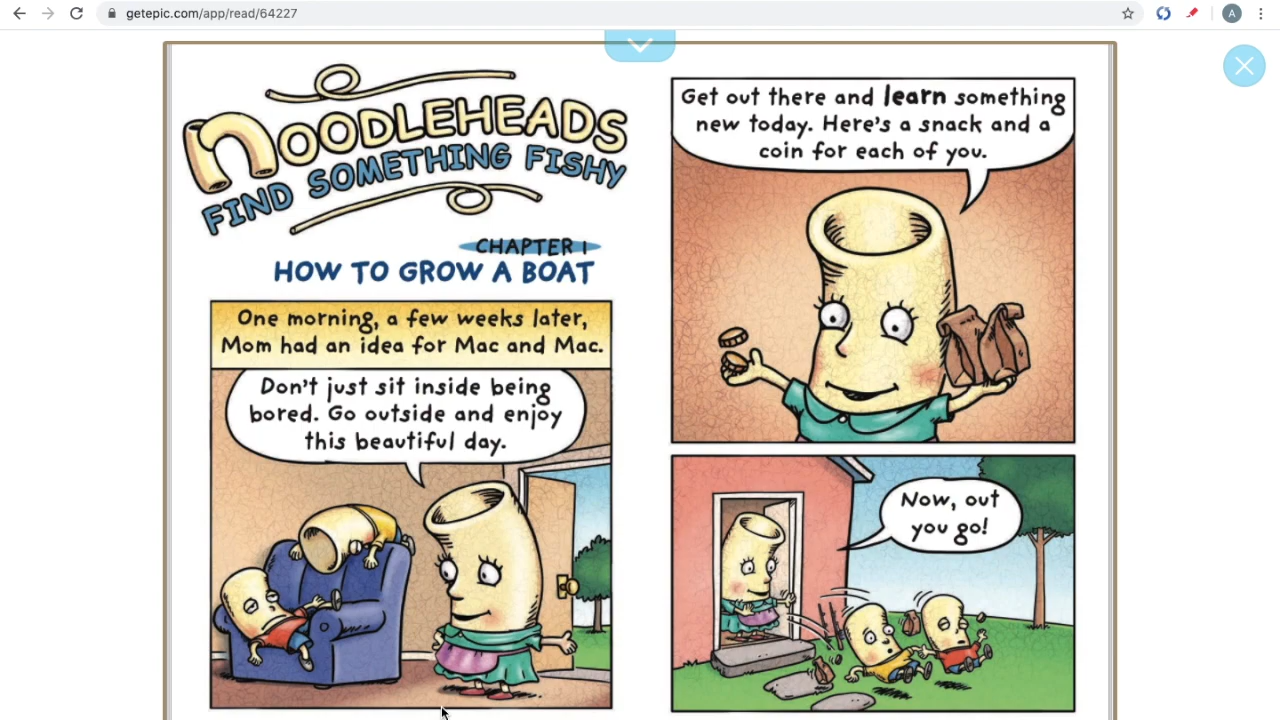 getepic.com/app/read/64227
A
NOODLEHEADS
FIND SOMETHING FISHY
CHAPTER 1
HOW TO GROW A BOAT
One morning, a few weeks later,
Mom had an idea for Mac and Mac.
Don't just sit inside being
bored. Go outside and enjoy
this beautiful day.
Get out there and learn something
new today. Here's a snack and a
coin for each of you.
Now, out
you go!